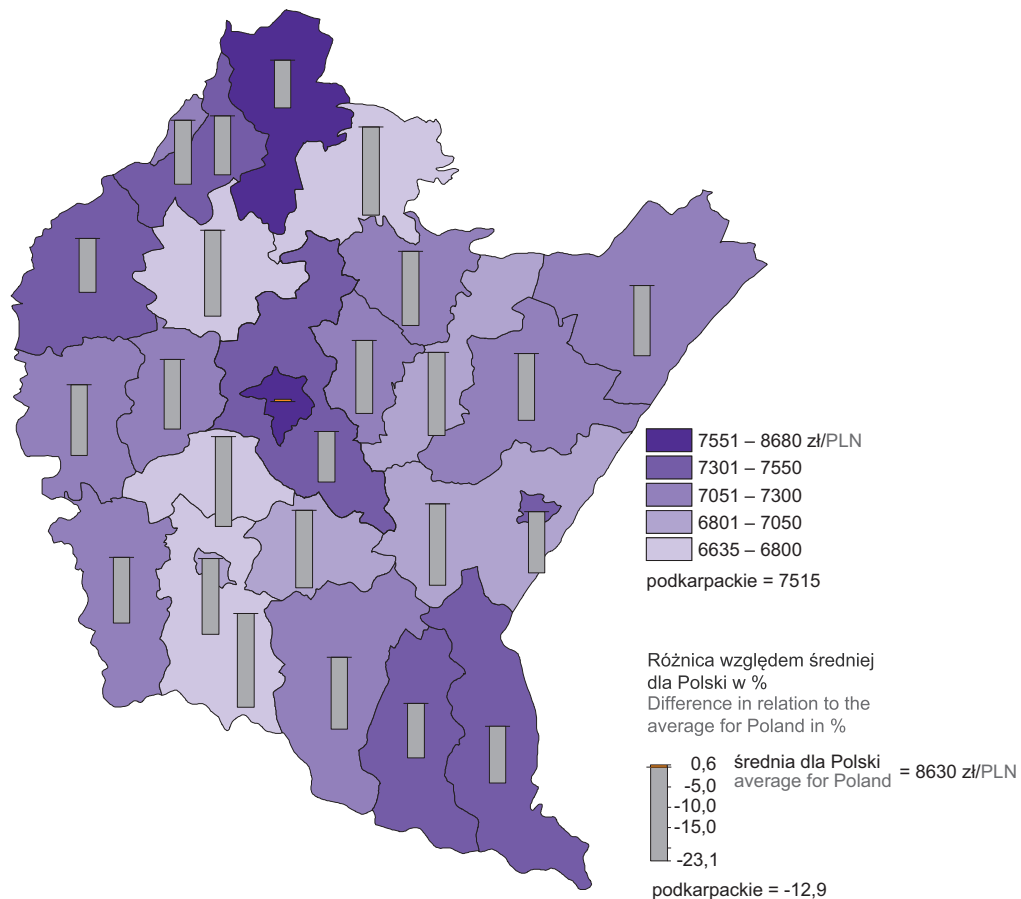 7551 – 8680 zł/PLN
7301 – 7550
7051 – 7300
6801 – 7050
6635 – 6800
podkarpackie = 7515
Różnica względem średniej
dla Polski w %
Difference in relation to the
average for Poland in %
0,6
-5,0
-10,0
-15,0
-23,1
średnia dla Polski
average for Poland
= 8630 zł/PLN
podkarpackie = -12,9